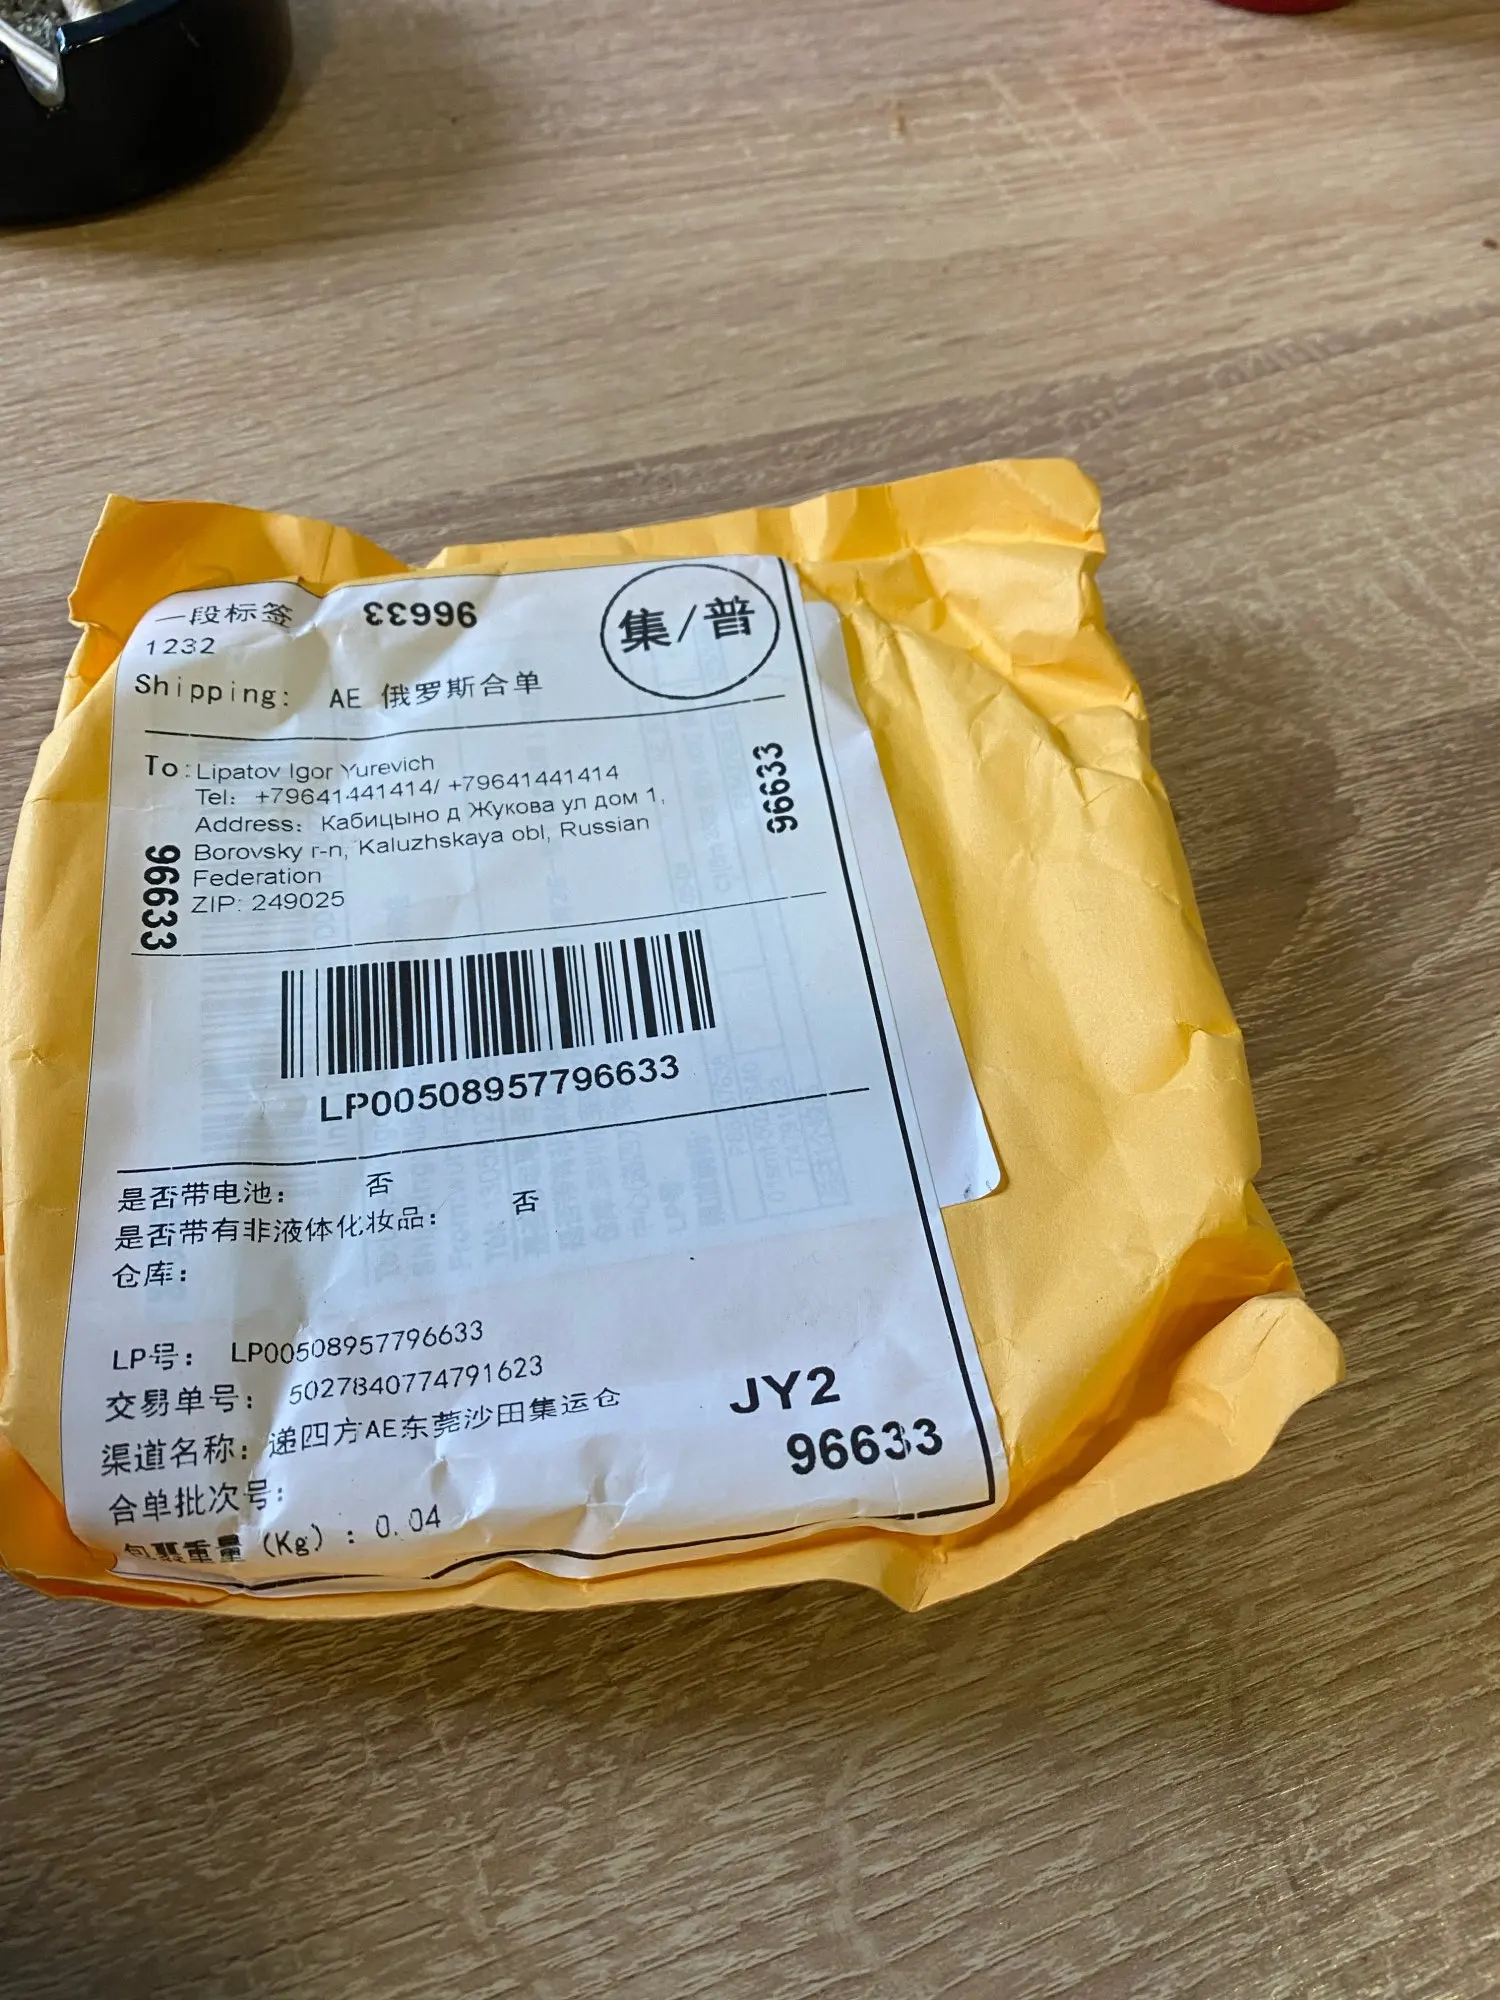 一段标签
96633
集/普
1232
Shipping: AE 俄罗斯合单
To: Lipatov Igor Yurevich
Tel: +79641441414/ +79641441414
Address: Кабицыно д Жукова ул дом 1,
Borovsky r-n, Kaluzhskaya obl, Russian
Federation
ZIP: 249025
96633
96633
LP00508957796633
是否带电池: 否
是否带有非液体化妆品: 否
仓库:
LP号: LP00508957796633
交易单号: 5027840774791623
渠道名称: 递四方AE东莞沙田集运仓
合单批次号:
包裹重量 (Kg) : 0.04
JY2
96633